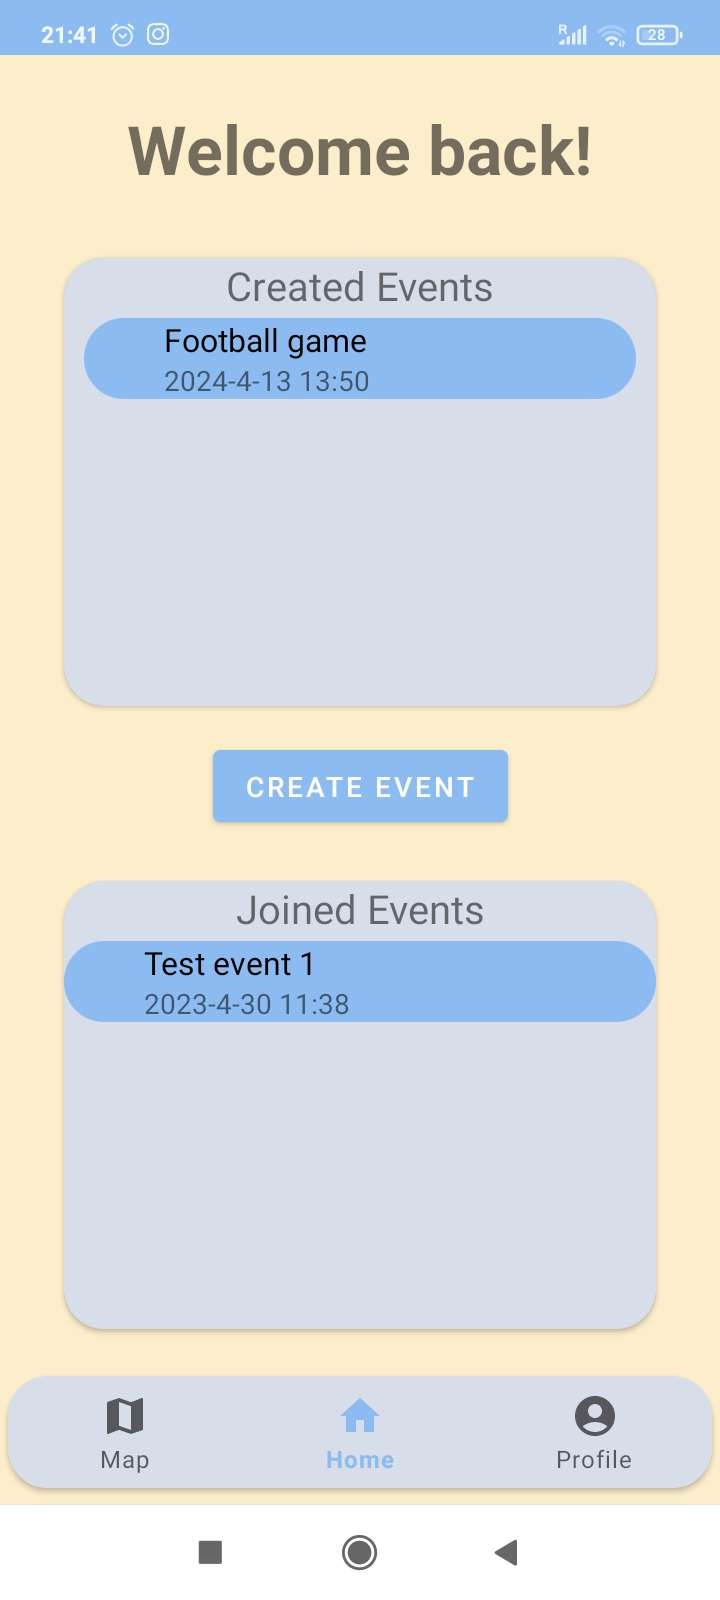 21:41
R
28
Welcome back!
Created Events
Football game
2024-4-13 13:50
CREATE EVENT
Joined Events
Test event 1
2023-4-30 11:38
Map
Home
Profile